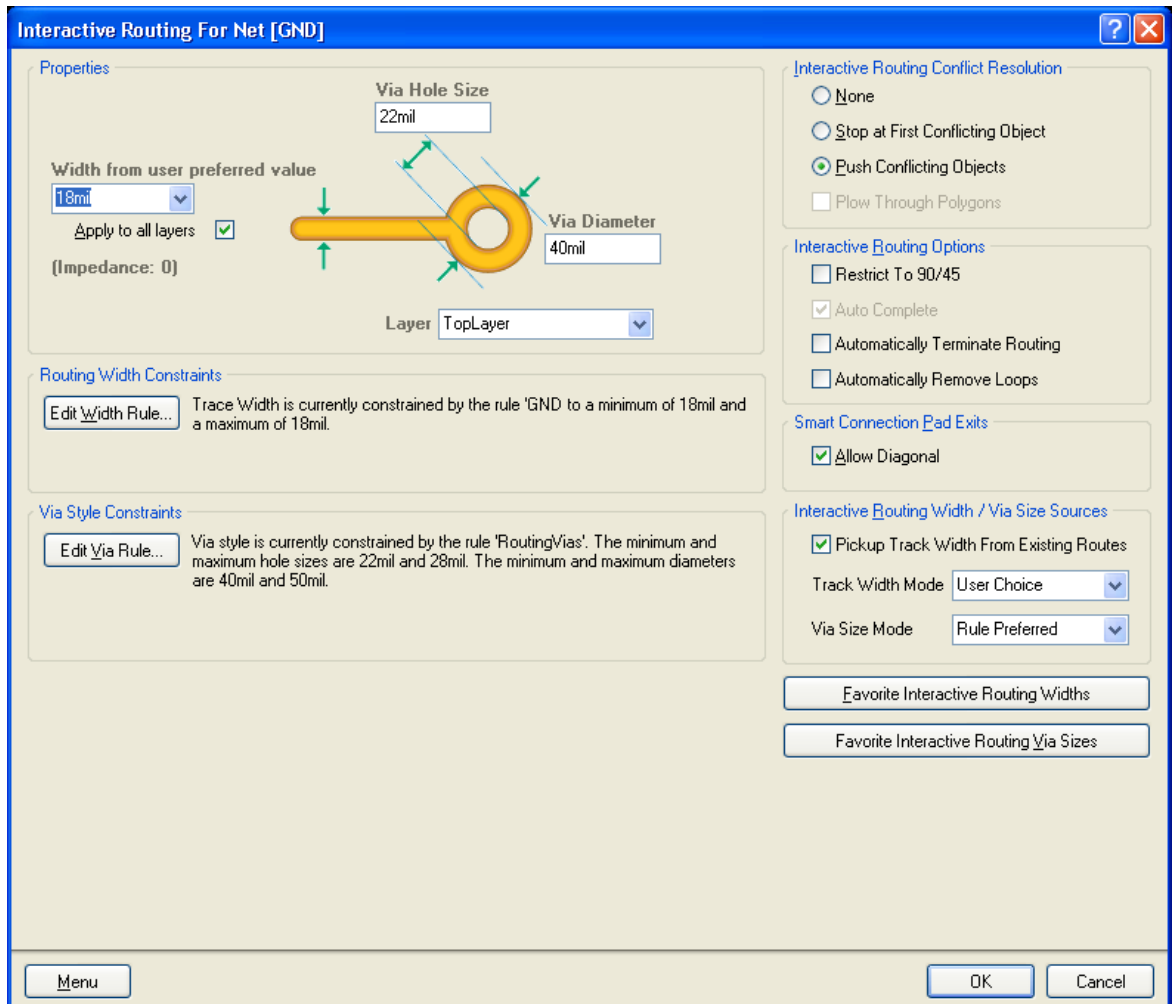 Interactive Routing For Net [GND]
Properties
Via Hole Size
22mil
Width from user preferred value
18mil
Apply to all layers
(Impedance: 0)
Via Diameter
40mil
Layer TopLayer
Routing Width Constraints
Edit Width Rule...
Trace Width is currently constrained by the rule 'GND to a minimum of 18mil and
a maximum of 18mil.
Via Style Constraints
Edit Via Rule...
Via style is currently constrained by the rule 'RoutingVias'. The minimum and
maximum hole sizes are 22mil and 28mil. The minimum and maximum diameters
are 40mil and 50mil.
Interactive Routing Conflict Resolution
None
Stop at First Conflicting Object
Push Conflicting Objects
Plow Through Polygons
Interactive Routing Options
Restrict To 90/45
Auto Complete
Automatically Terminate Routing
Automatically Remove Loops
Smart Connection Pad Exits
Allow Diagonal
Interactive Routing Width / Via Size Sources
Pickup Track Width From Existing Routes
Track Width Mode User Choice
Via Size Mode Rule Preferred
Favorite Interactive Routing Widths
Favorite Interactive Routing Via Sizes
Menu
OK
Cancel